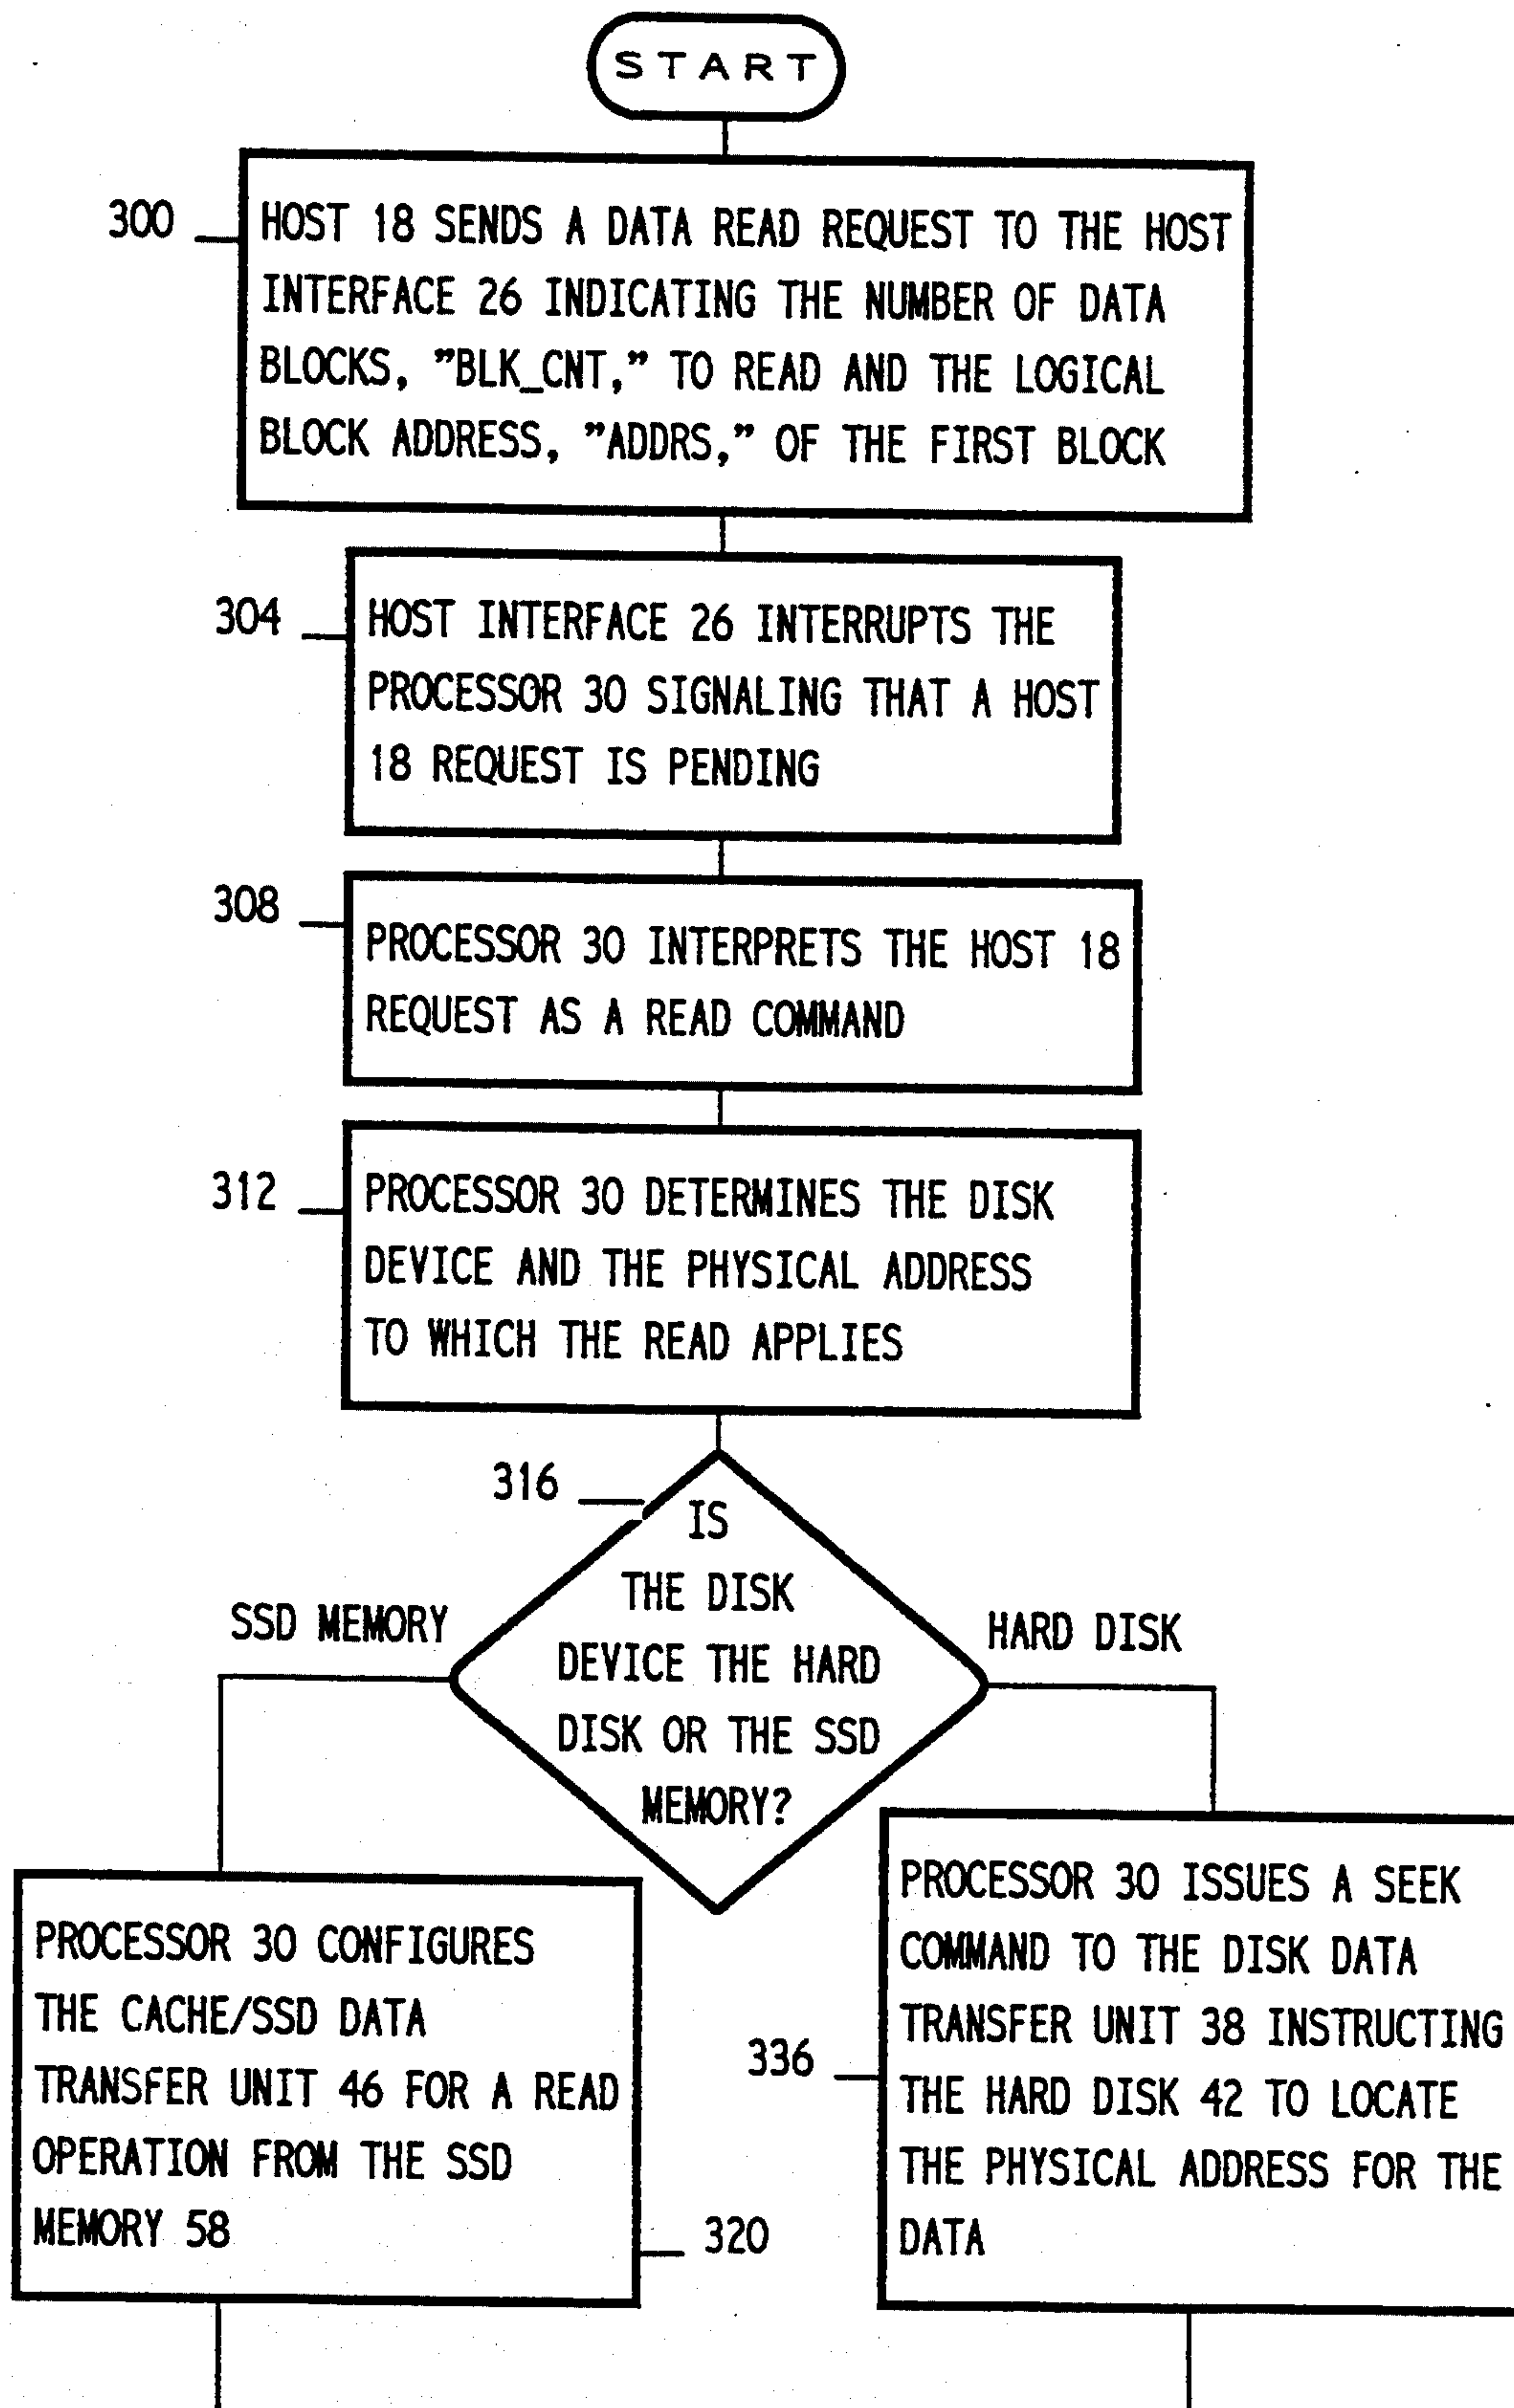 START
300
HOST 18 SENDS A DATA READ REQUEST TO THE HOST
INTERFACE 26 INDICATING THE NUMBER OF DATA
BLOCKS, ”BLK_CNT,” TO READ AND THE LOGICAL
BLOCK ADDRESS, ”ADDRS,” OF THE FIRST BLOCK
304
HOST INTERFACE 26 INTERRUPTS THE
PROCESSOR 30 SIGNALING THAT A HOST
18 REQUEST IS PENDING
308
PROCESSOR 30 INTERPRETS THE HOST 18
REQUEST AS A READ COMMAND
312
PROCESSOR 30 DETERMINES THE DISK
DEVICE AND THE PHYSICAL ADDRESS
TO WHICH THE READ APPLIES
316
IS
THE DISK
DEVICE THE HARD
DISK OR THE SSD
MEMORY?
SSD MEMORY
HARD DISK
PROCESSOR 30 CONFIGURES
THE CACHE/SSD DATA
TRANSFER UNIT 46 FOR A READ
OPERATION FROM THE SSD
MEMORY 58
320
336
PROCESSOR 30 ISSUES A SEEK
COMMAND TO THE DISK DATA
TRANSFER UNIT 38 INSTRUCTING
THE HARD DISK 42 TO LOCATE
THE PHYSICAL ADDRESS FOR THE
DATA